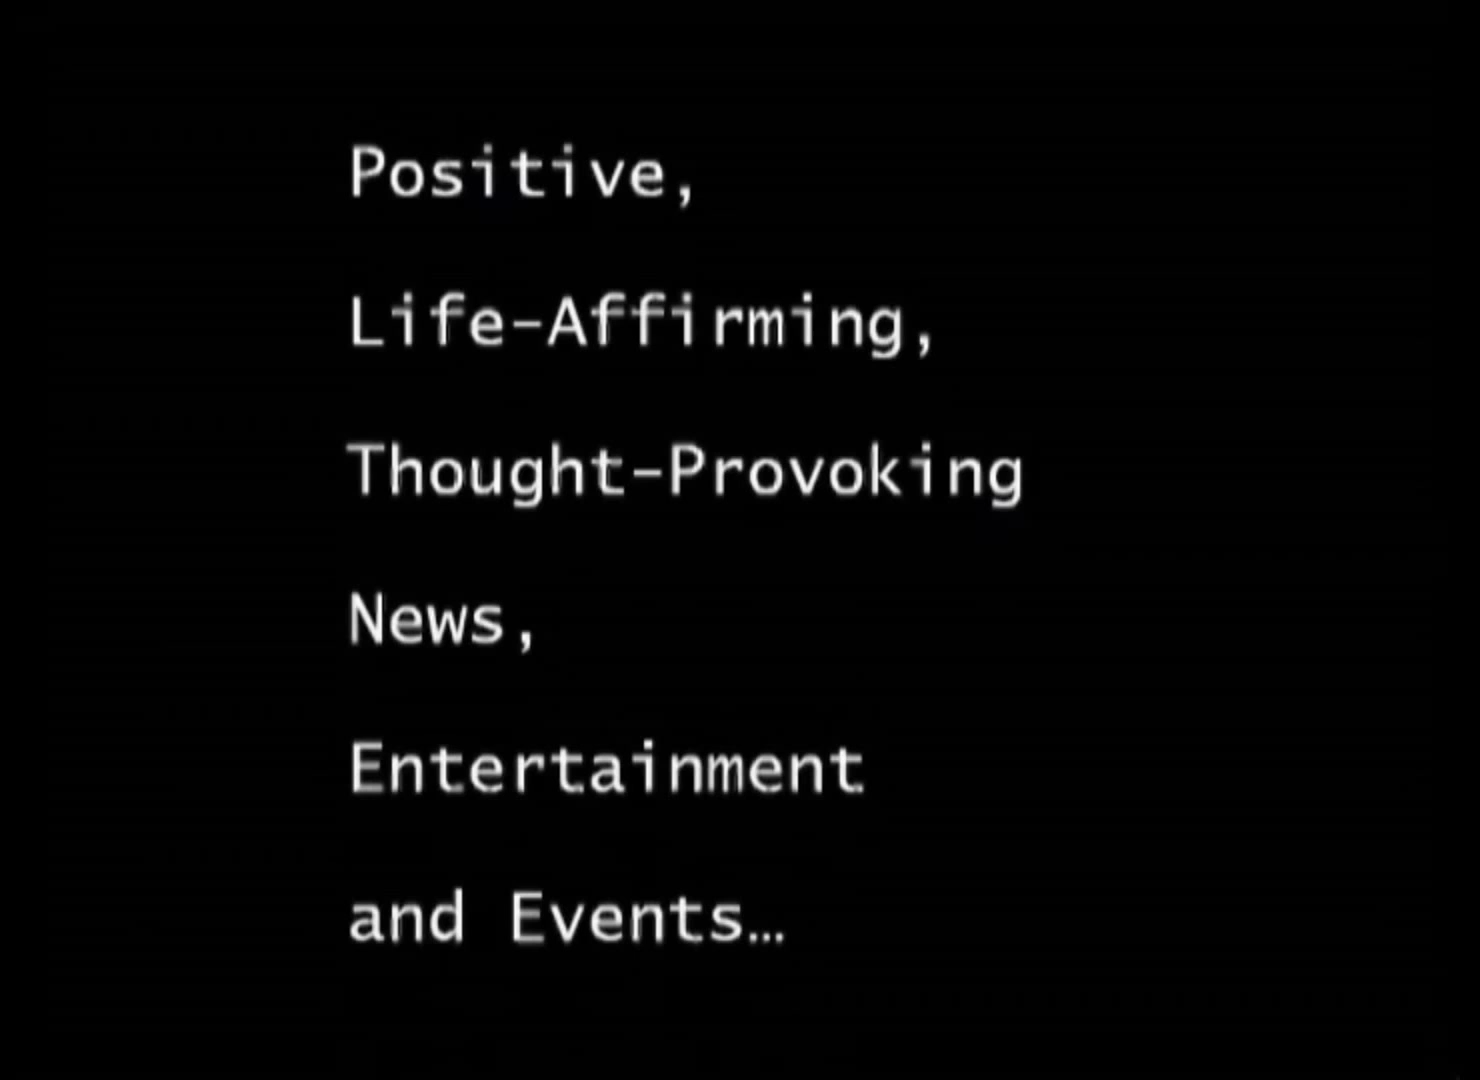 Positive,
Life-Affirming,
Thought-Provoking
News,
Entertainment
and Events…